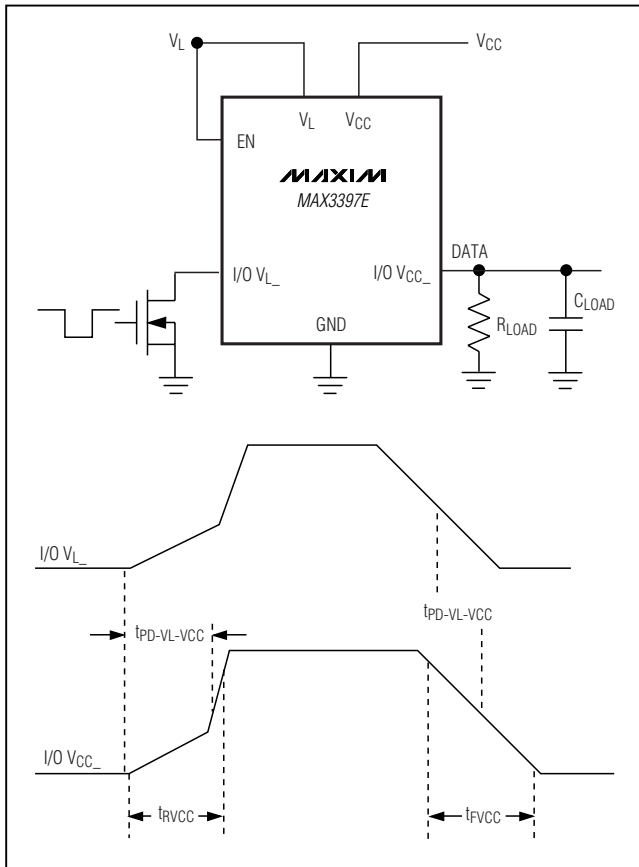 VL VCC
VL VCC
EN
MAXIM
MAX3397E
DATA
I/O VL_ I/O VCC_
CLOAD
RLOAD
GND
I/O VL_
tPD-VL-VCC
tPD-VL-VCC
I/O VCC_
tRVCC tFVCC